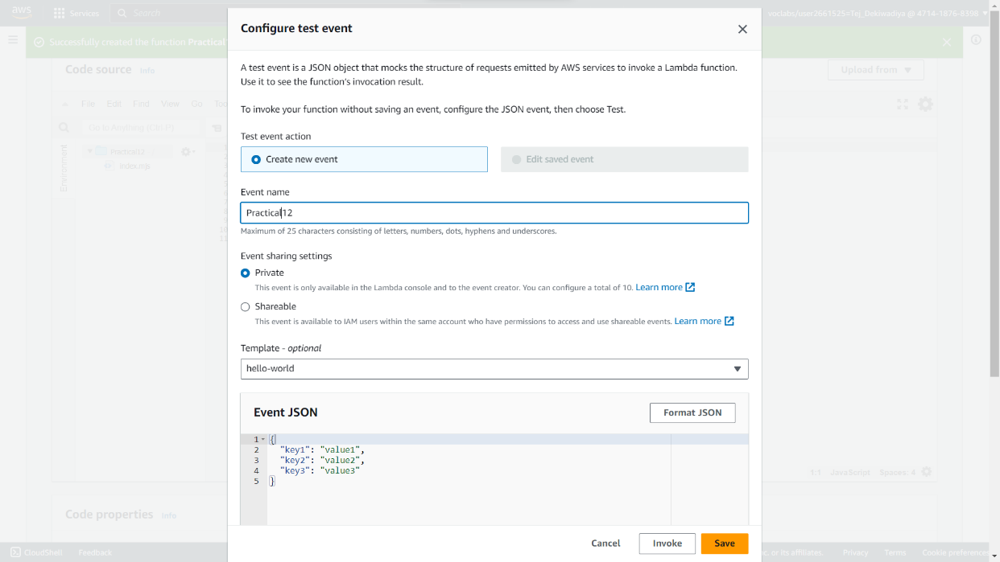 aws
Services
Search
voclabs/user2661525=Tej_Dekiwadiya @ 4714-1876-8398
Successfully created the function Practical
Code source Info
Upload from
File Edit Find View Go
Go to Anything (Ctrl-P)
Environment
Practical12
index.mjs
1:1 JavaScript Spaces: 4
Code properties Info
CloudShell Feedback
or its affiliates. Privacy Terms Cookie preferences
Configure test event
A test event is a JSON object that mocks the structure of requests emitted by AWS services to invoke a Lambda function.
Use it to see the function's invocation result.
To invoke your function without saving an event, configure the JSON event, then choose Test.
Test event action
Create new event
Edit saved event
Event name
Practical12
Maximum of 25 characters consisting of letters, numbers, dots, hyphens and underscores.
Event sharing settings
Private
This event is only available in the Lambda console and to the event creator. You can configure a total of 10. Learn more
Shareable
This event is available to IAM users within the same account who have permissions to access and use shareable events. Learn more
Template - optional
hello-world
Event JSON
Format JSON
1 {
2 "key1": "value1",
3 "key2": "value2",
4 "key3": "value3"
5 }
Cancel
Invoke
Save